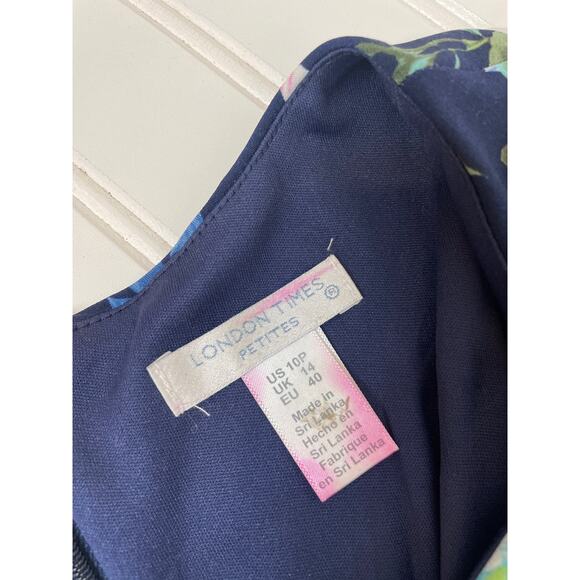 LONDON TIMES ®
PETITES
US 10P
UK 14
EU 40
Made in
Sri Lanka
Hecho en
Sri Lanka
Fabrique
en Sri Lanka